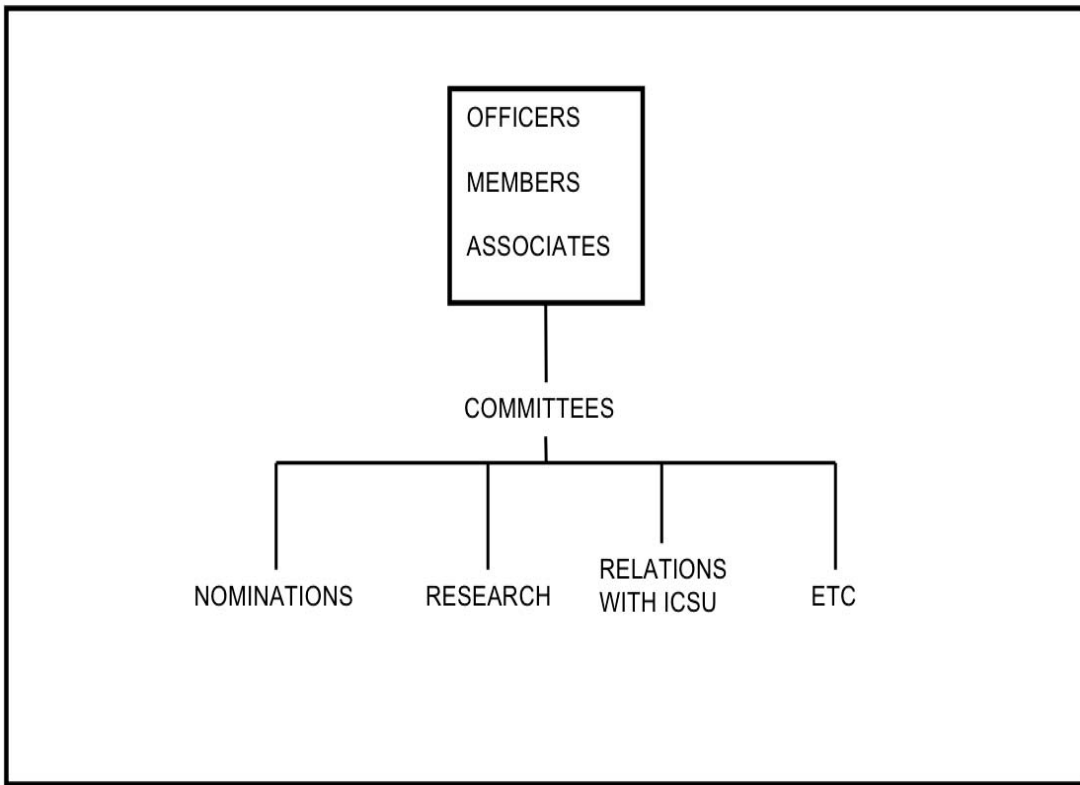 OFFICERS
MEMBERS
ASSOCIATES
COMMITTEES
NOMINATIONS
RESEARCH
RELATIONS
WITH ICSU
ETC